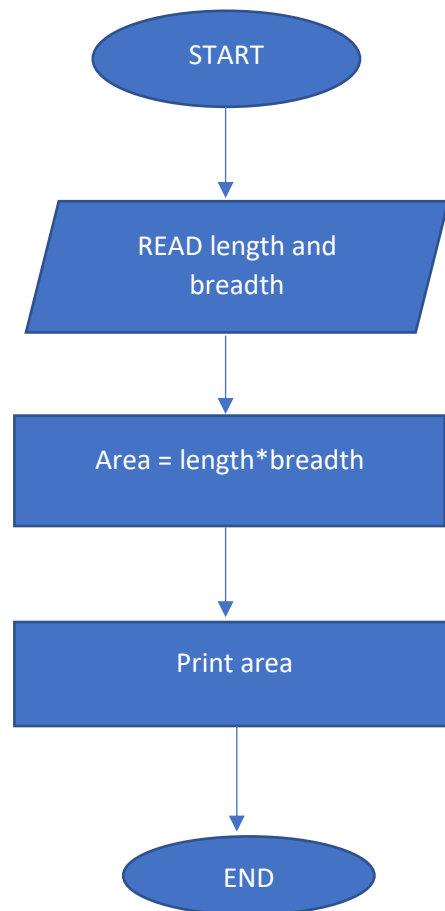 START
READ length and
breadth
Area = length*breadth
Print area
END